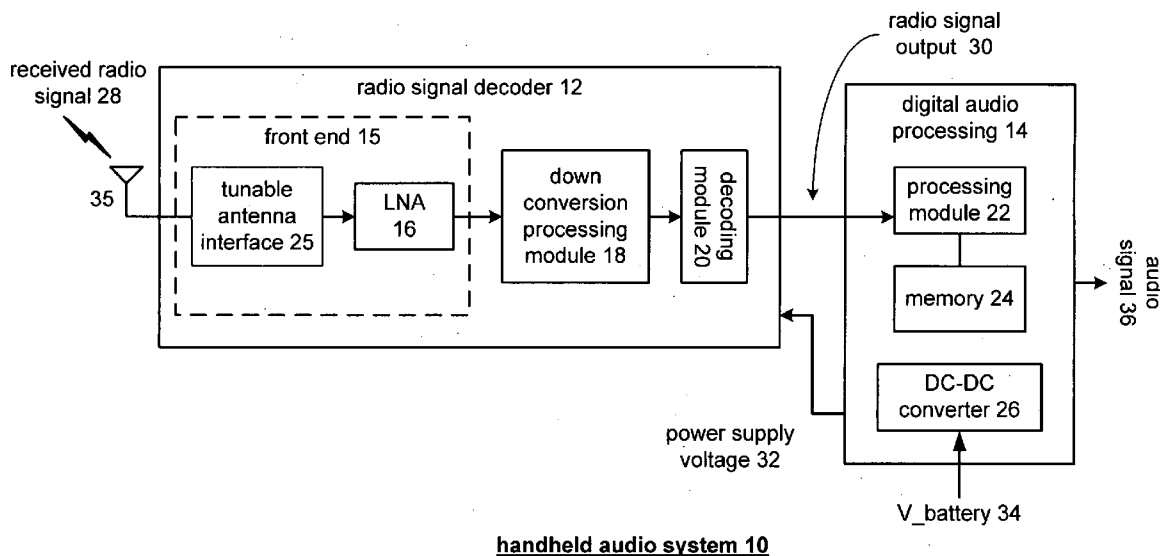 received radio
signal 28
35
radio signal decoder 12
front end 15
tunable
antenna
interface 25
LNA
16
down
conversion
processing
module 18
decoding
module 20
radio signal
output 30
digital audio
processing 14
processing
module 22
memory 24
DC-DC
converter 26
audio
signal 36
power supply
voltage 32
V_battery 34
handheld audio system 10